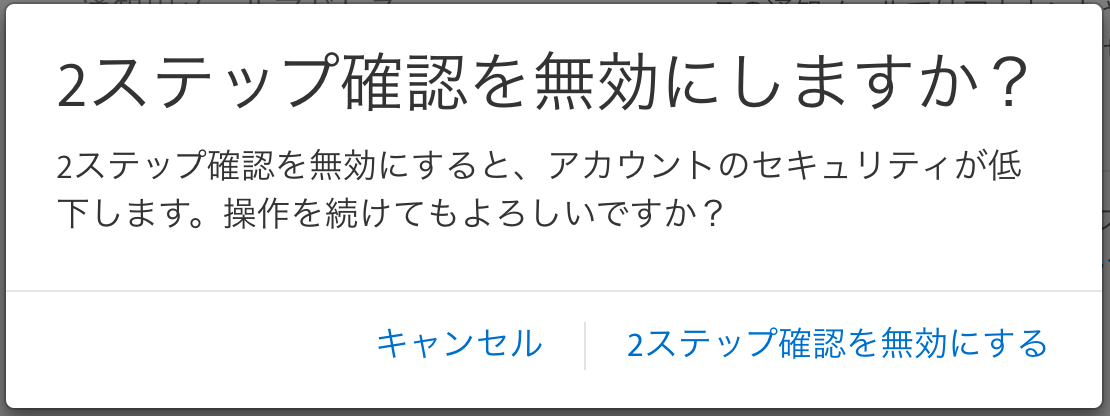 2ステップ確認を無効にしますか？
2ステップ確認を無効にすると、アカウントのセキュリティが低
下します。操作を続けてもよろしいですか？
キャンセル
2ステップ確認を無効にする